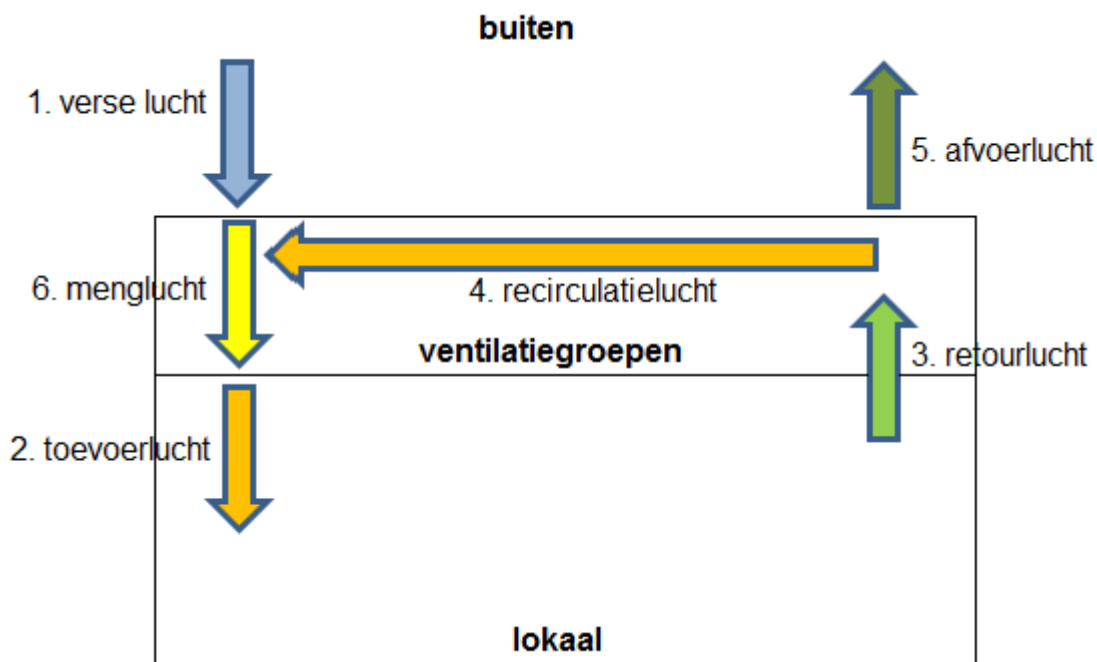 buiten
1. verse lucht
5. afvoerlucht
6. menglucht
4. recirculatielucht
ventilatiegroepen
3. retourlucht
2. toevoerlucht
lokaal